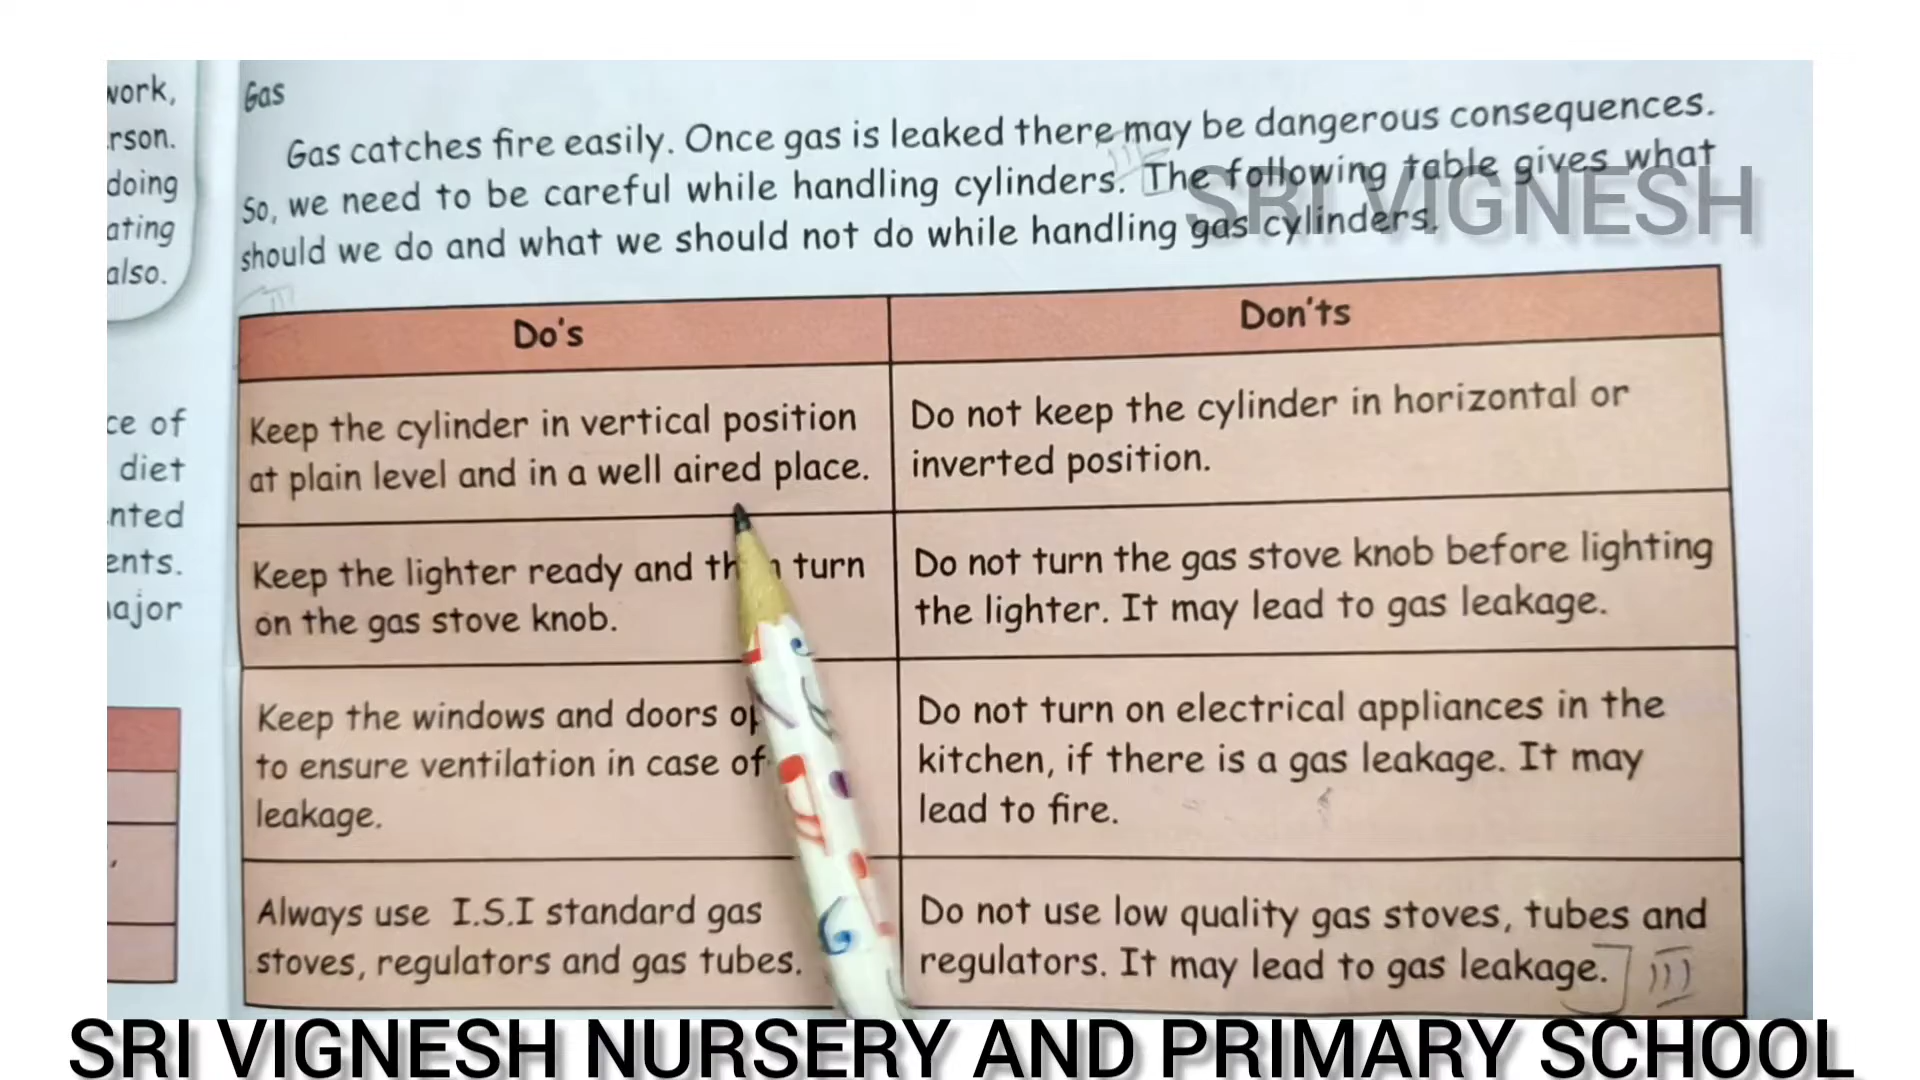 work,
rson.
doing
ating
also.
ce of
diet
nted
ents.
ajor
Gas
Gas catches fire easily. Once gas is leaked there may be dangerous consequences.
So, we need to be careful while handling cylinders. The following table gives what
should we do and what we should not do while handling gas cylinders.
SRI VIGNESH
Do's
Don'ts
Keep the cylinder in vertical position
at plain level and in a well aired place.
Do not keep the cylinder in horizontal or
inverted position.
Keep the lighter ready and turn
on the gas stove knob.
Do not turn the gas stove knob before lighting
the lighter. It may lead to gas leakage.
Keep the windows and doors
to ensure ventilation in case of
leakage.
Do not turn on electrical appliances in the
kitchen, if there is a gas leakage. It may
lead to fire.
Always use I.S.I standard gas
stoves, regulators and gas tubes.
Do not use low quality gas stoves, tubes and
regulators. It may lead to gas leakage.
SRI VIGNESH NURSERY AND PRIMARY SCHOOL